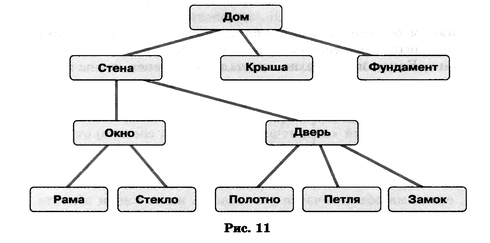 Дом
Стена Крыша Фундамент
Окно Дверь
Рама Стекло Полотно Петля Замок
Рис. 11